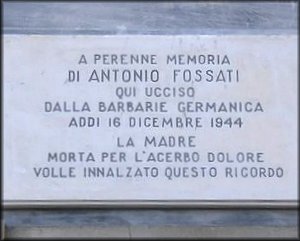 A PERENNE MEMORIA
DI ANTONIO FOSSATI
QUI UCCISO
DALLA BARBARIE GERMANICA
ADDI 16 DICEMBRE 1944
LA MADRE
MORTA PER L'ACERBO DOLORE
VOLLE INNALZATO QUESTO RICORDO